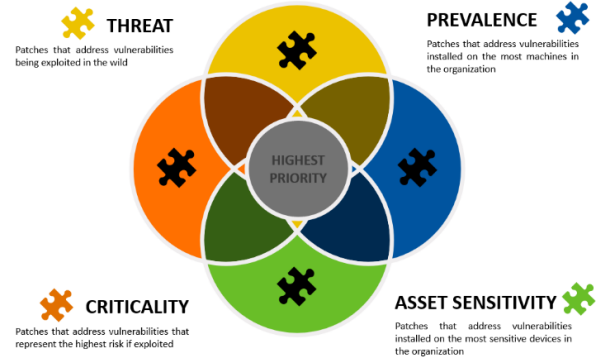 THREAT
Patches that address vulnerabilities
being exploited in the wild
PREVALENCE
Patches that address vulnerabilities
installed on the most machines in
the organization
HIGHEST
PRIORITY
CRITICALITY
Patches that address vulnerabilities that
represent the highest risk if exploited
ASSET SENSITIVITY
Patches that address vulnerabilities
installed on the most sensitive devices in
the organization